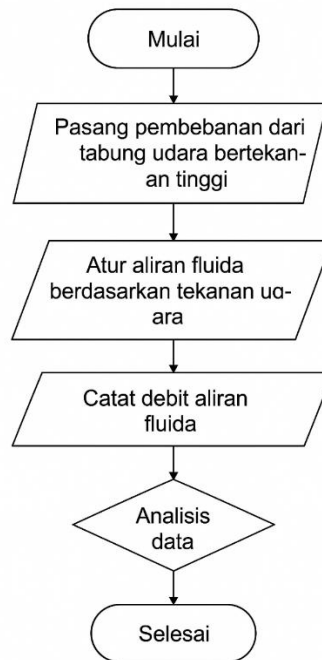 Mulai
Pasang pembebanan dari
tabung udara bertekan-
an tinggi
Atur aliran fluida
berdasarkan tekanan ua-
ara
Catat debit aliran
fluida
Analisis
data
Selesai